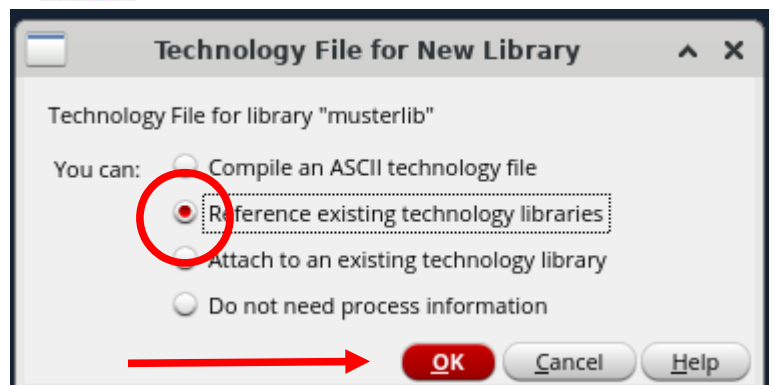 Technology File for New Library
Technology File for library "musterlib"
You can: Compile an ASCII technology file
Reference existing technology libraries
Attach to an existing technology library
Do not need process information
OK Cancel Help